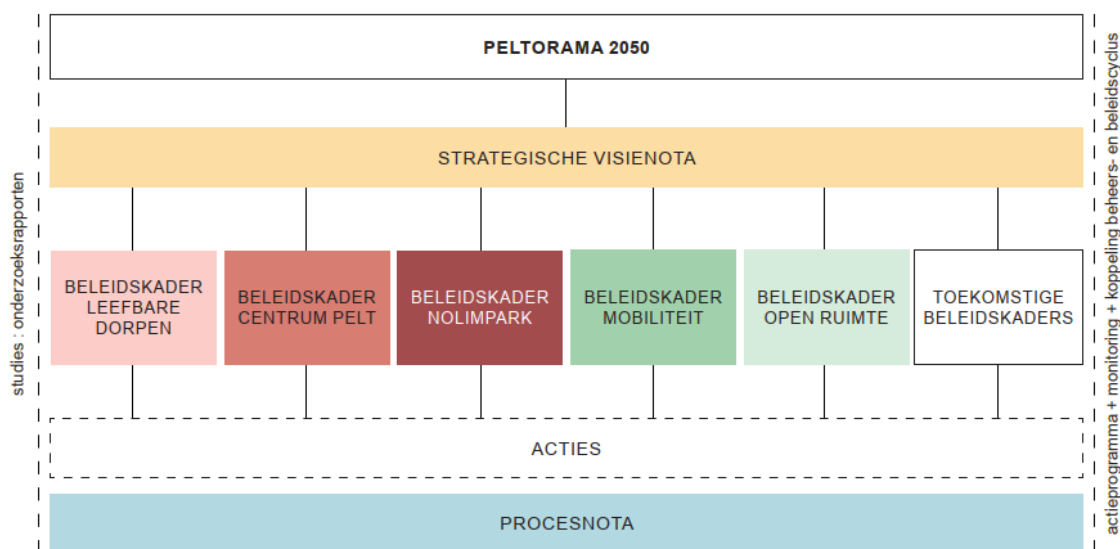 PELTORAMA 2050
STRATEGISCHE VISIENOTA
BELEIDSKADER
LEEFBARE
DORPEN
BELEIDSKADER
CENTRUM PELT
BELEIDSKADER
NOLIMPARK
BELEIDSKADER
MOBILITEIT
BELEIDSKADER
OPEN RUIMTE
TOEKOMSTIGE
BELEIDSKADERS
ACTIES
PROCESNOTA
studies : onderzoeksrapporten
actieprogramma + monitoring + koppeling beheers- en beleidscyclus